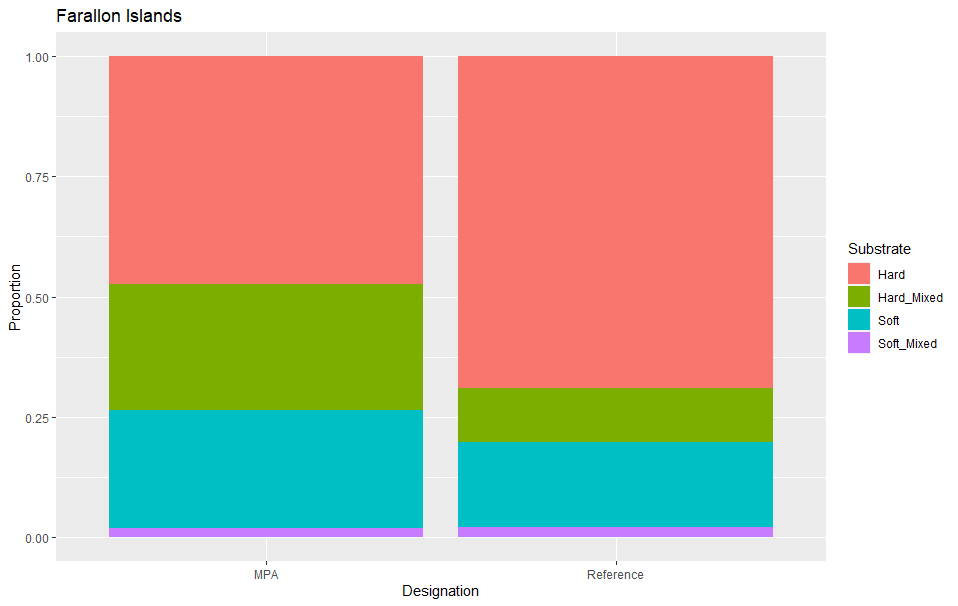 Farallon Islands
1.00
0.75
0.50
0.25
0.00
Proportion
MPA
Reference
Designation
Substrate
Hard
Hard_Mixed
Soft
Soft_Mixed